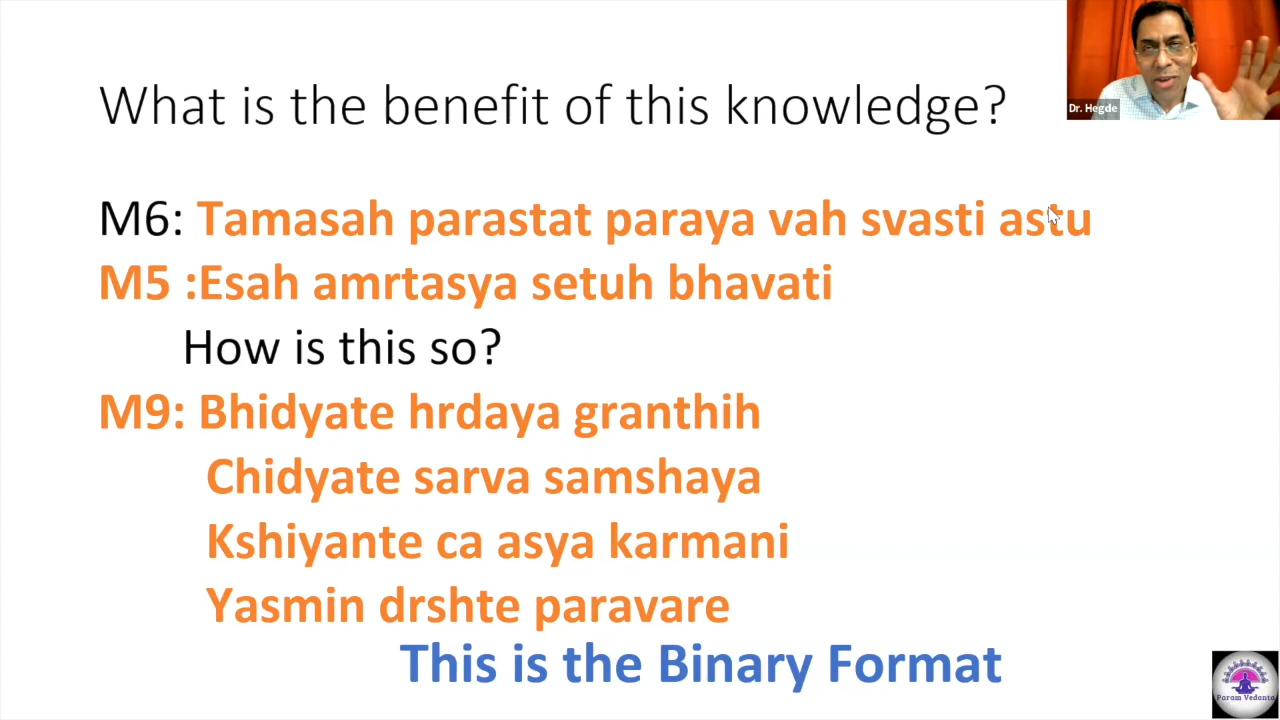 What is the benefit of this knowledge?
Dr. Hegde
M6: Tamasah parastat paraya vah svasti astu
M5 :Esah amrtasya setuh bhavati
How is this so?
M9: Bhidyate hrdaya granthih
Chidyate sarva samshaya
Kshiyante ca asya karmani
Yasmin drshte paravare
This is the Binary Format
Param Vedanta